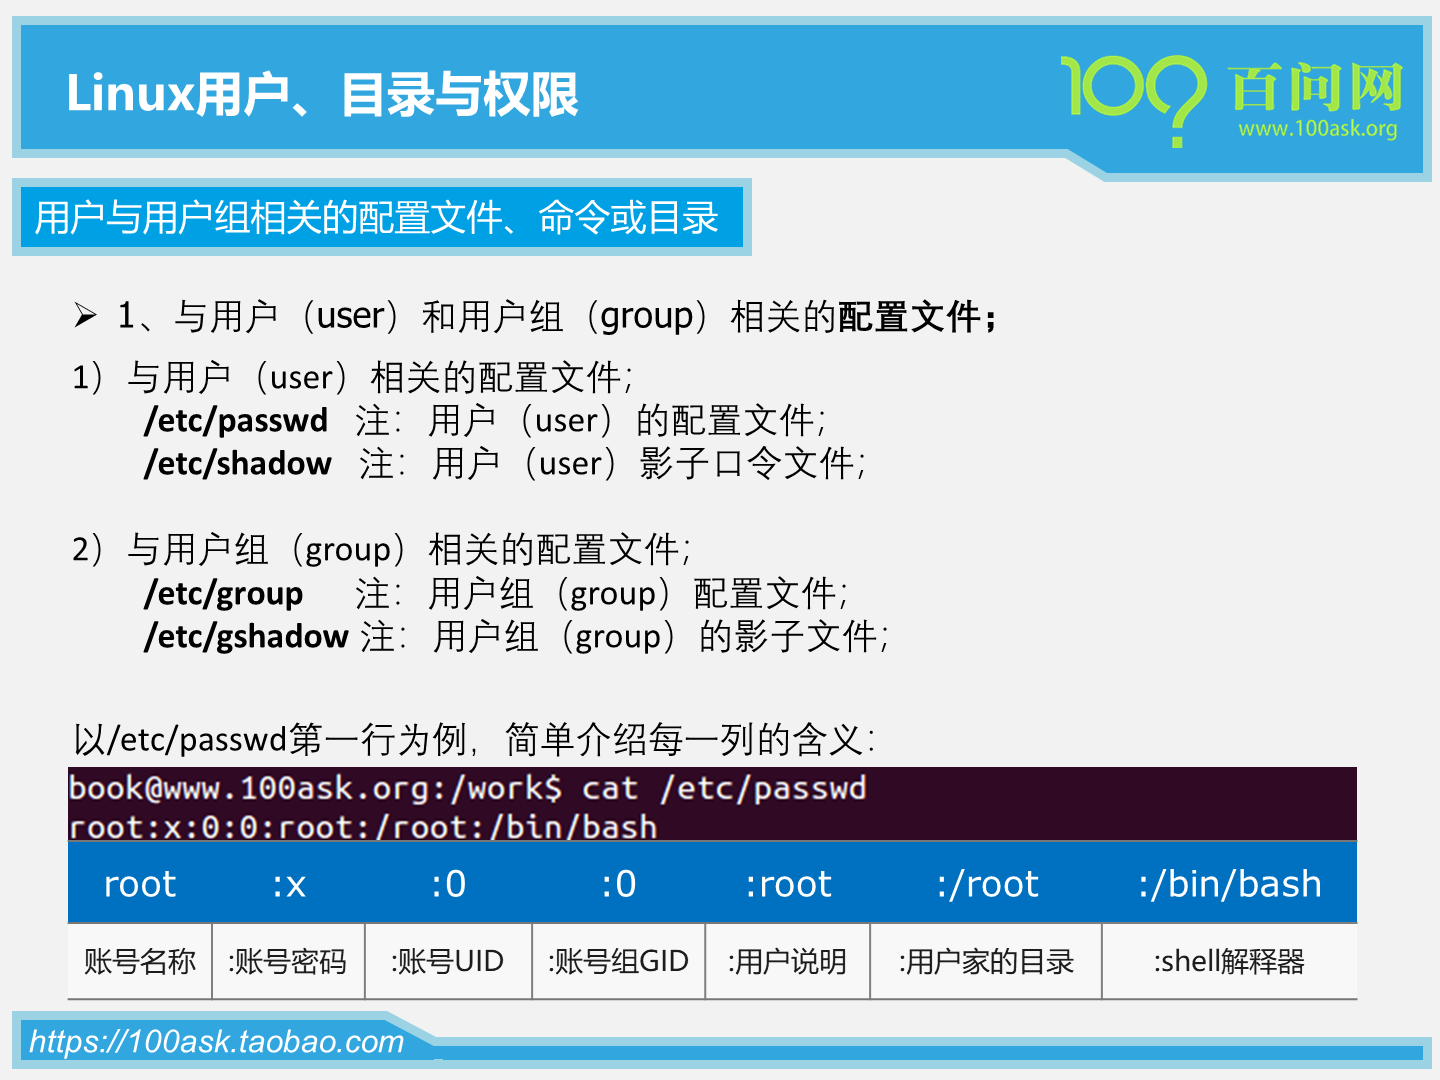 Linux用户、目录与权限
百问网
www.100ask.org
用户与用户组相关的配置文件、命令或目录
➢ 1、与用户（user）和用户组（group）相关的配置文件；
1）与用户（user）相关的配置文件；
/etc/passwd 注：用户（user）的配置文件；
/etc/shadow 注：用户（user）影子口令文件；
2）与用户组（group）相关的配置文件；
/etc/group 注：用户组（group）配置文件；
/etc/gshadow 注：用户组（group）的影子文件；
以/etc/passwd第一行为例，简单介绍每一列的含义：
book@www.100ask.org:/work$ cat /etc/passwd
root:x:0:0:root:/root:/bin/bash
root :x :0 :0 :root :/root :/bin/bash
账号名称 :账号密码 :账号UID :账号组GID :用户说明 :用户家的目录 :shell解释器
https://100ask.taobao.com